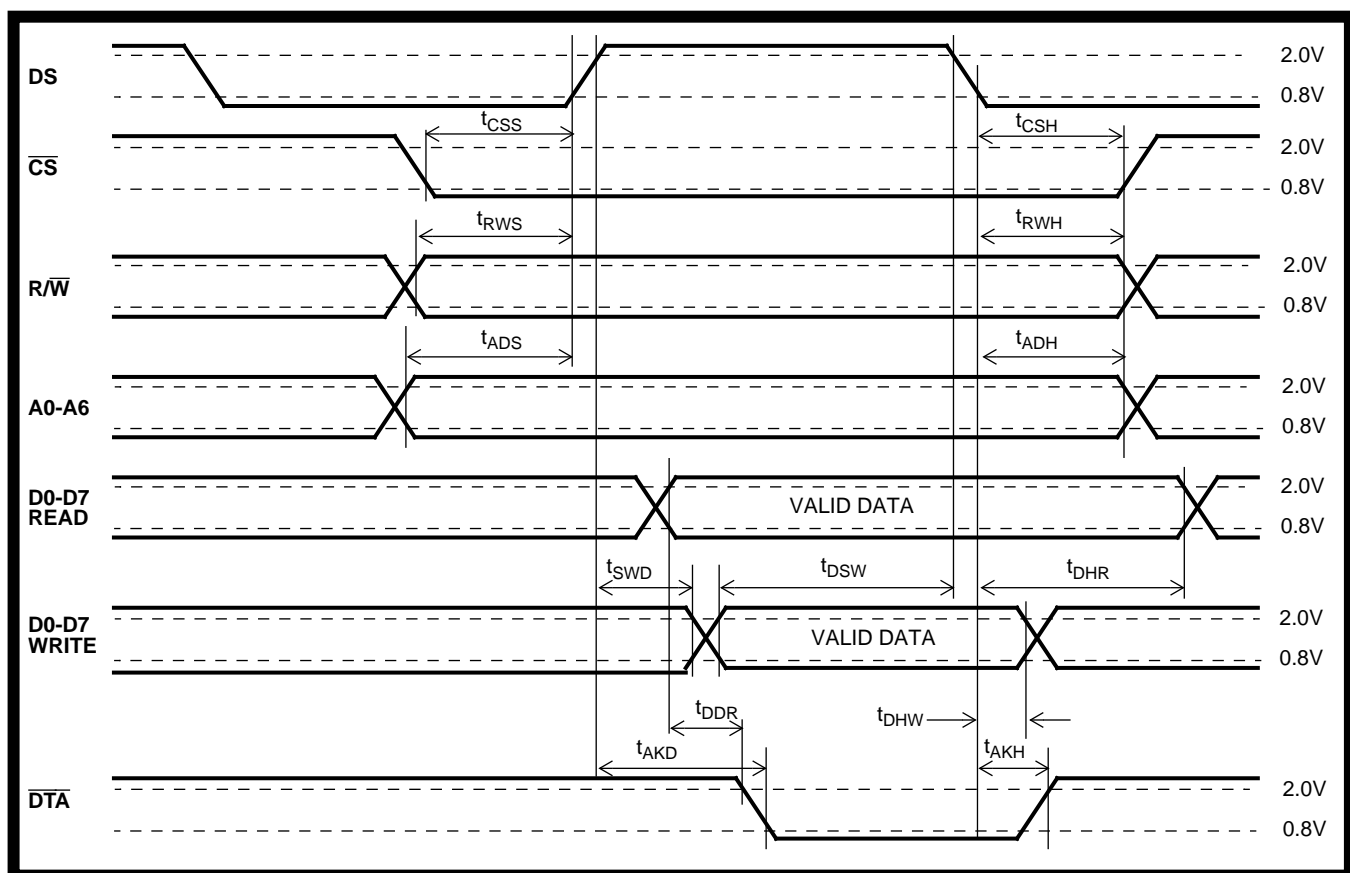 DS
2.0V
0.8V
tCSS
tCSH
CS
2.0V
0.8V
tRWS
tRWH
R/W
2.0V
0.8V
tADS
tADH
A0-A6
2.0V
0.8V
D0-D7
READ
VALID DATA
2.0V
0.8V
tSWD
tDSW
tDHR
D0-D7
WRITE
VALID DATA
2.0V
0.8V
tDDR
tDHW
tAKD
tAKH
DTA
2.0V
0.8V